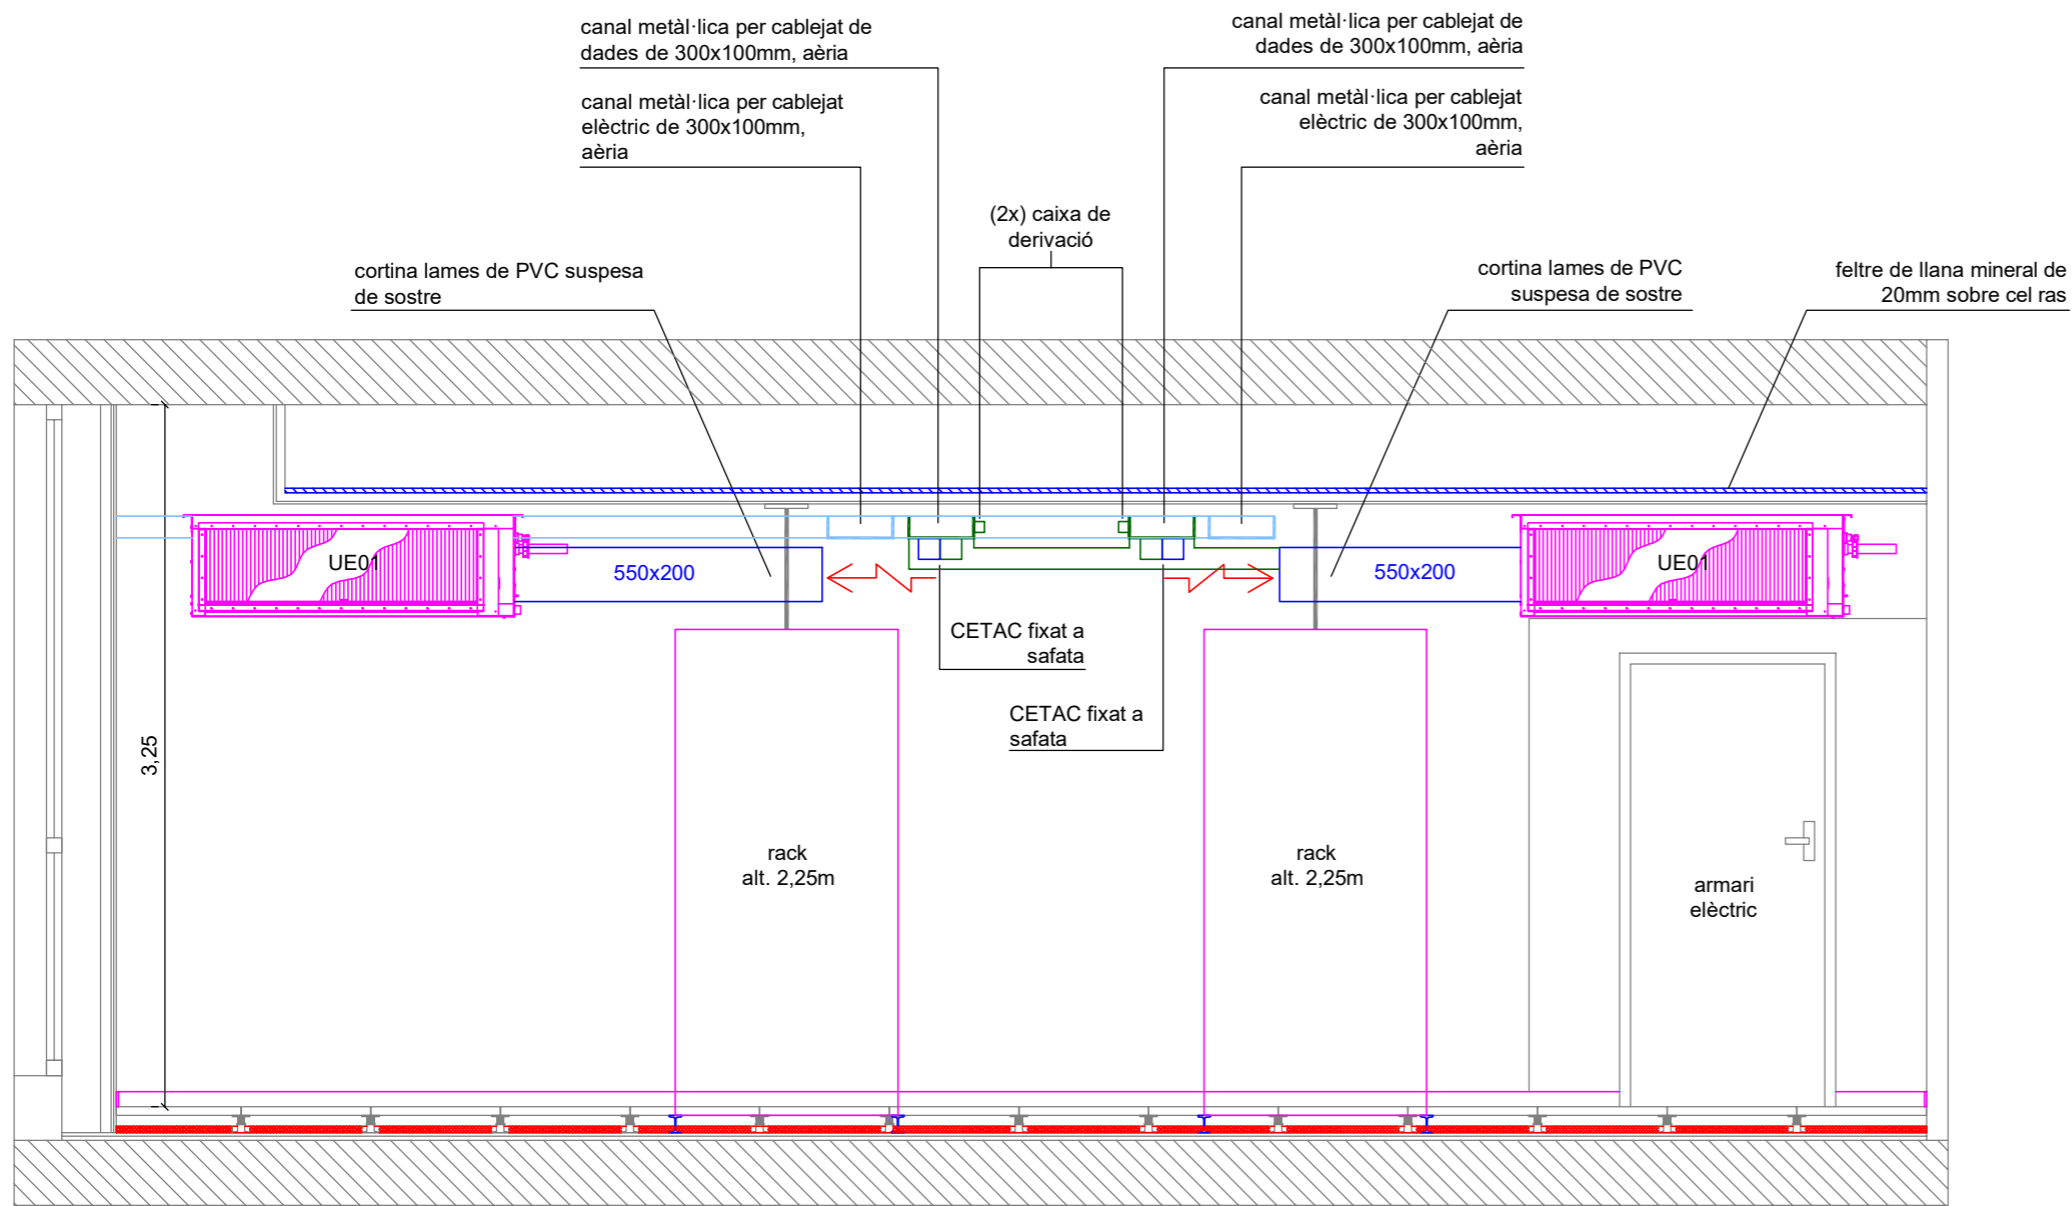 canal metàl·lica per cablejat de
dades de 300x100mm, aèria
canal metàl·lica per cablejat de
dades de 300x100mm, aèria
canal metàl·lica per cablejat
elèctric de 300x100mm,
aèria
canal metàl·lica per cablejat
elèctric de 300x100mm,
aèria
(2x) caixa de
derivació
cortina lames de PVC suspesa
de sostre
cortina lames de PVC
suspesa de sostre
feltre de llana mineral de
20mm sobre cel ras
UE01
550x200
550x200
UE01
CETAC fixat a
safata
CETAC fixat a
safata
3,25
rack
alt. 2,25m
rack
alt. 2,25m
armari
elèctric